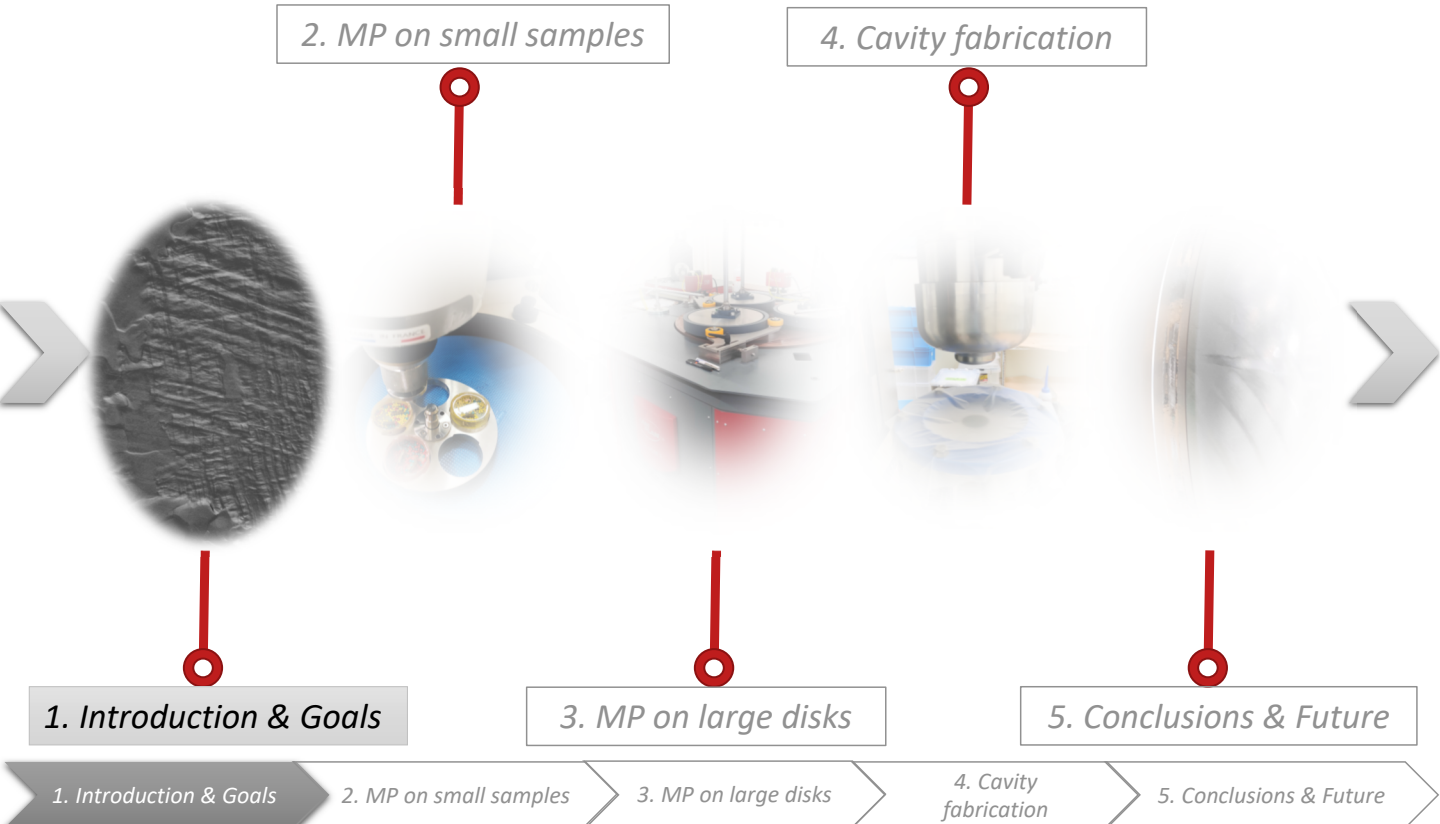 2. MP on small samples
4. Cavity fabrication
1. Introduction & Goals
3. MP on large disks
5. Conclusions & Future
1. Introduction & Goals
2. MP on small samples
3. MP on large disks
4. Cavity
fabrication
5. Conclusions & Future